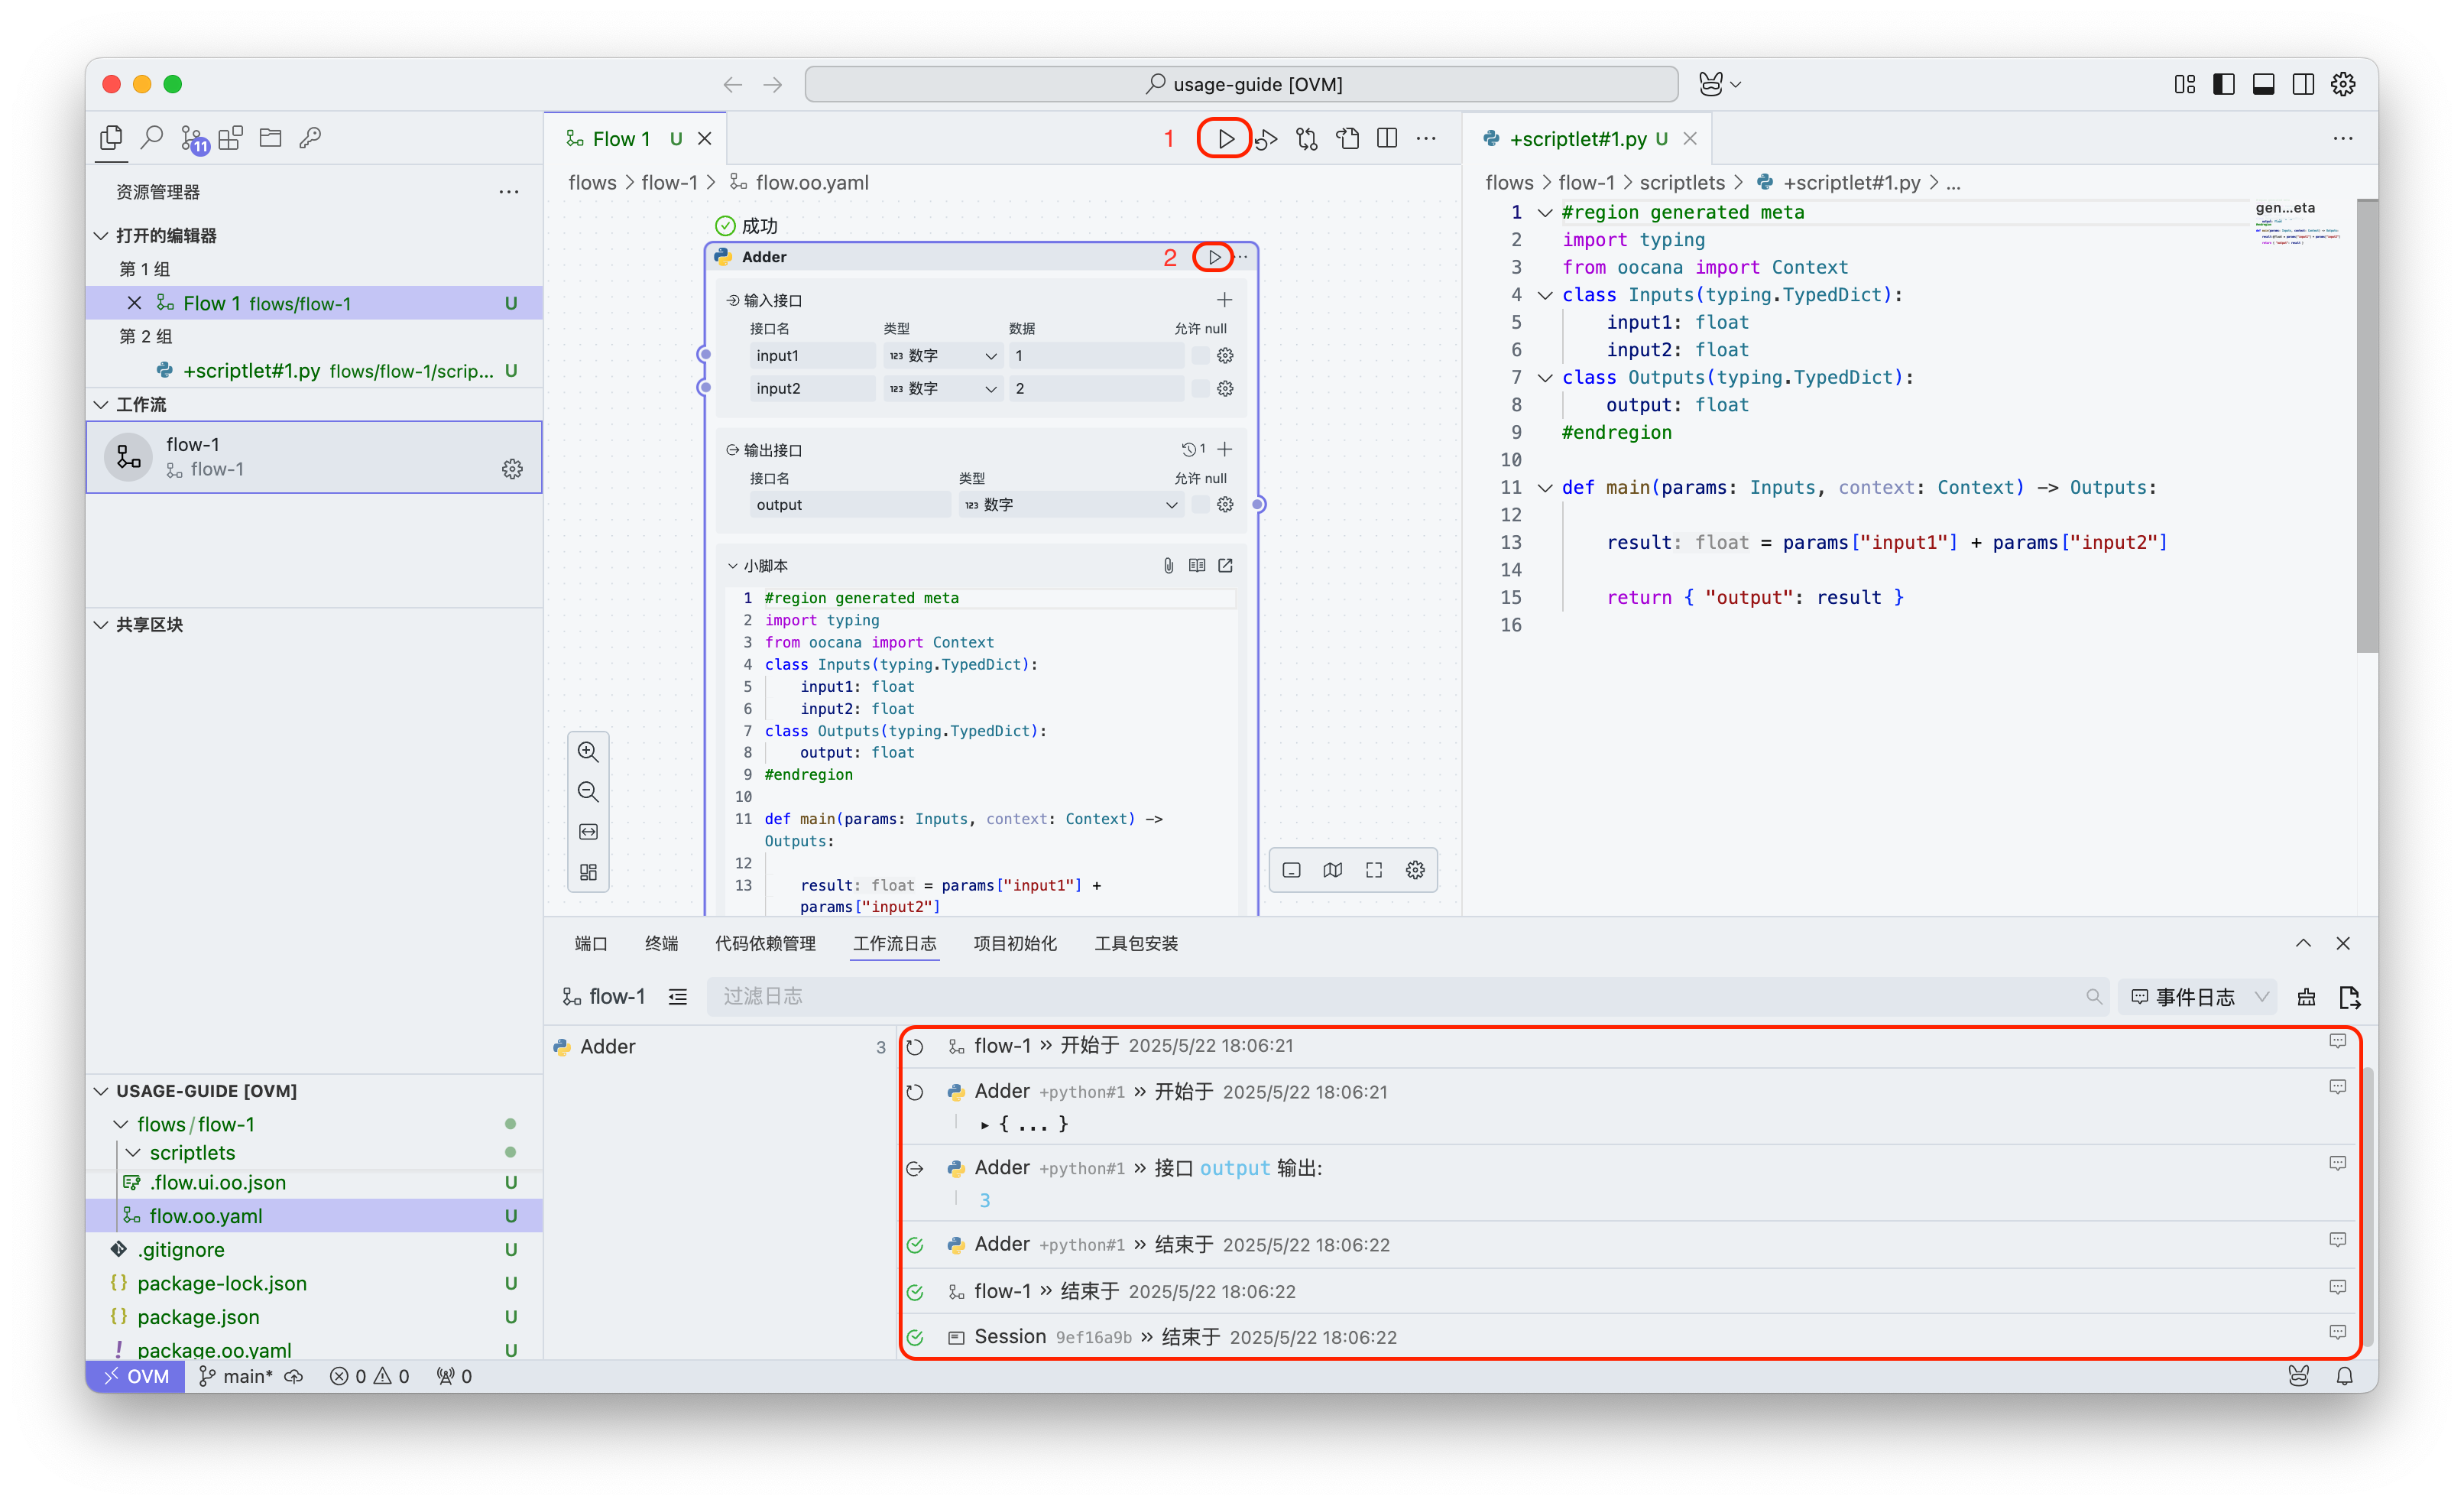 usage-guide [OVM]
11
资源管理器
打开的编辑器
第 1 组
Flow 1 flows/flow-1 U
第 2 组
+scriptlet#1.py flows/flow-1/scrip... U
工作流
flow-1
flow-1
共享区块
USAGE-GUIDE [OVM]
flows/flow-1
scriptlets
.flow.ui.oo.json U
flow.oo.yaml U
.gitignore U
package-lock.json U
package.json U
package.oo.yaml U
Flow 1 U
1
flows > flow-1 > flow.oo.yaml
成功
Adder 2
输入接口
接口名 类型 数据 允许 null
input1 123 数字 1
input2 123 数字 2
输出接口 1
接口名 类型 允许 null
output 123 数字
小脚本
1 #region generated meta
2 import typing
3 from oocana import Context
4 class Inputs(typing.TypedDict):
5 input1: float
6 input2: float
7 class Outputs(typing.TypedDict):
8 output: float
9 #endregion
10
11 def main(params: Inputs, context: Context) ->
Outputs:
12
13 result: float = params["input1"] +
params["input2"]
+scriptlet#1.py U
flows > flow-1 > scriptlets > +scriptlet#1.py > ...
1 #region generated meta
2 import typing
3 from oocana import Context
4 class Inputs(typing.TypedDict):
5 input1: float
6 input2: float
7 class Outputs(typing.TypedDict):
8 output: float
9 #endregion
10
11 def main(params: Inputs, context: Context) -> Outputs:
12
13 result: float = params["input1"] + params["input2"]
14
15 return { "output": result }
16
gen...eta
端口 终端 代码依赖管理 工作流日志 项目初始化 工具包安装
flow-1 过滤日志 事件日志
Adder 3
flow-1 » 开始于 2025/5/22 18:06:21
Adder +python#1 » 开始于 2025/5/22 18:06:21
▸ { ... }
Adder +python#1 » 接口 output 输出:
3
Adder +python#1 » 结束于 2025/5/22 18:06:22
flow-1 » 结束于 2025/5/22 18:06:22
Session 9ef16a9b » 结束于 2025/5/22 18:06:22
OVM main* 0 0 0